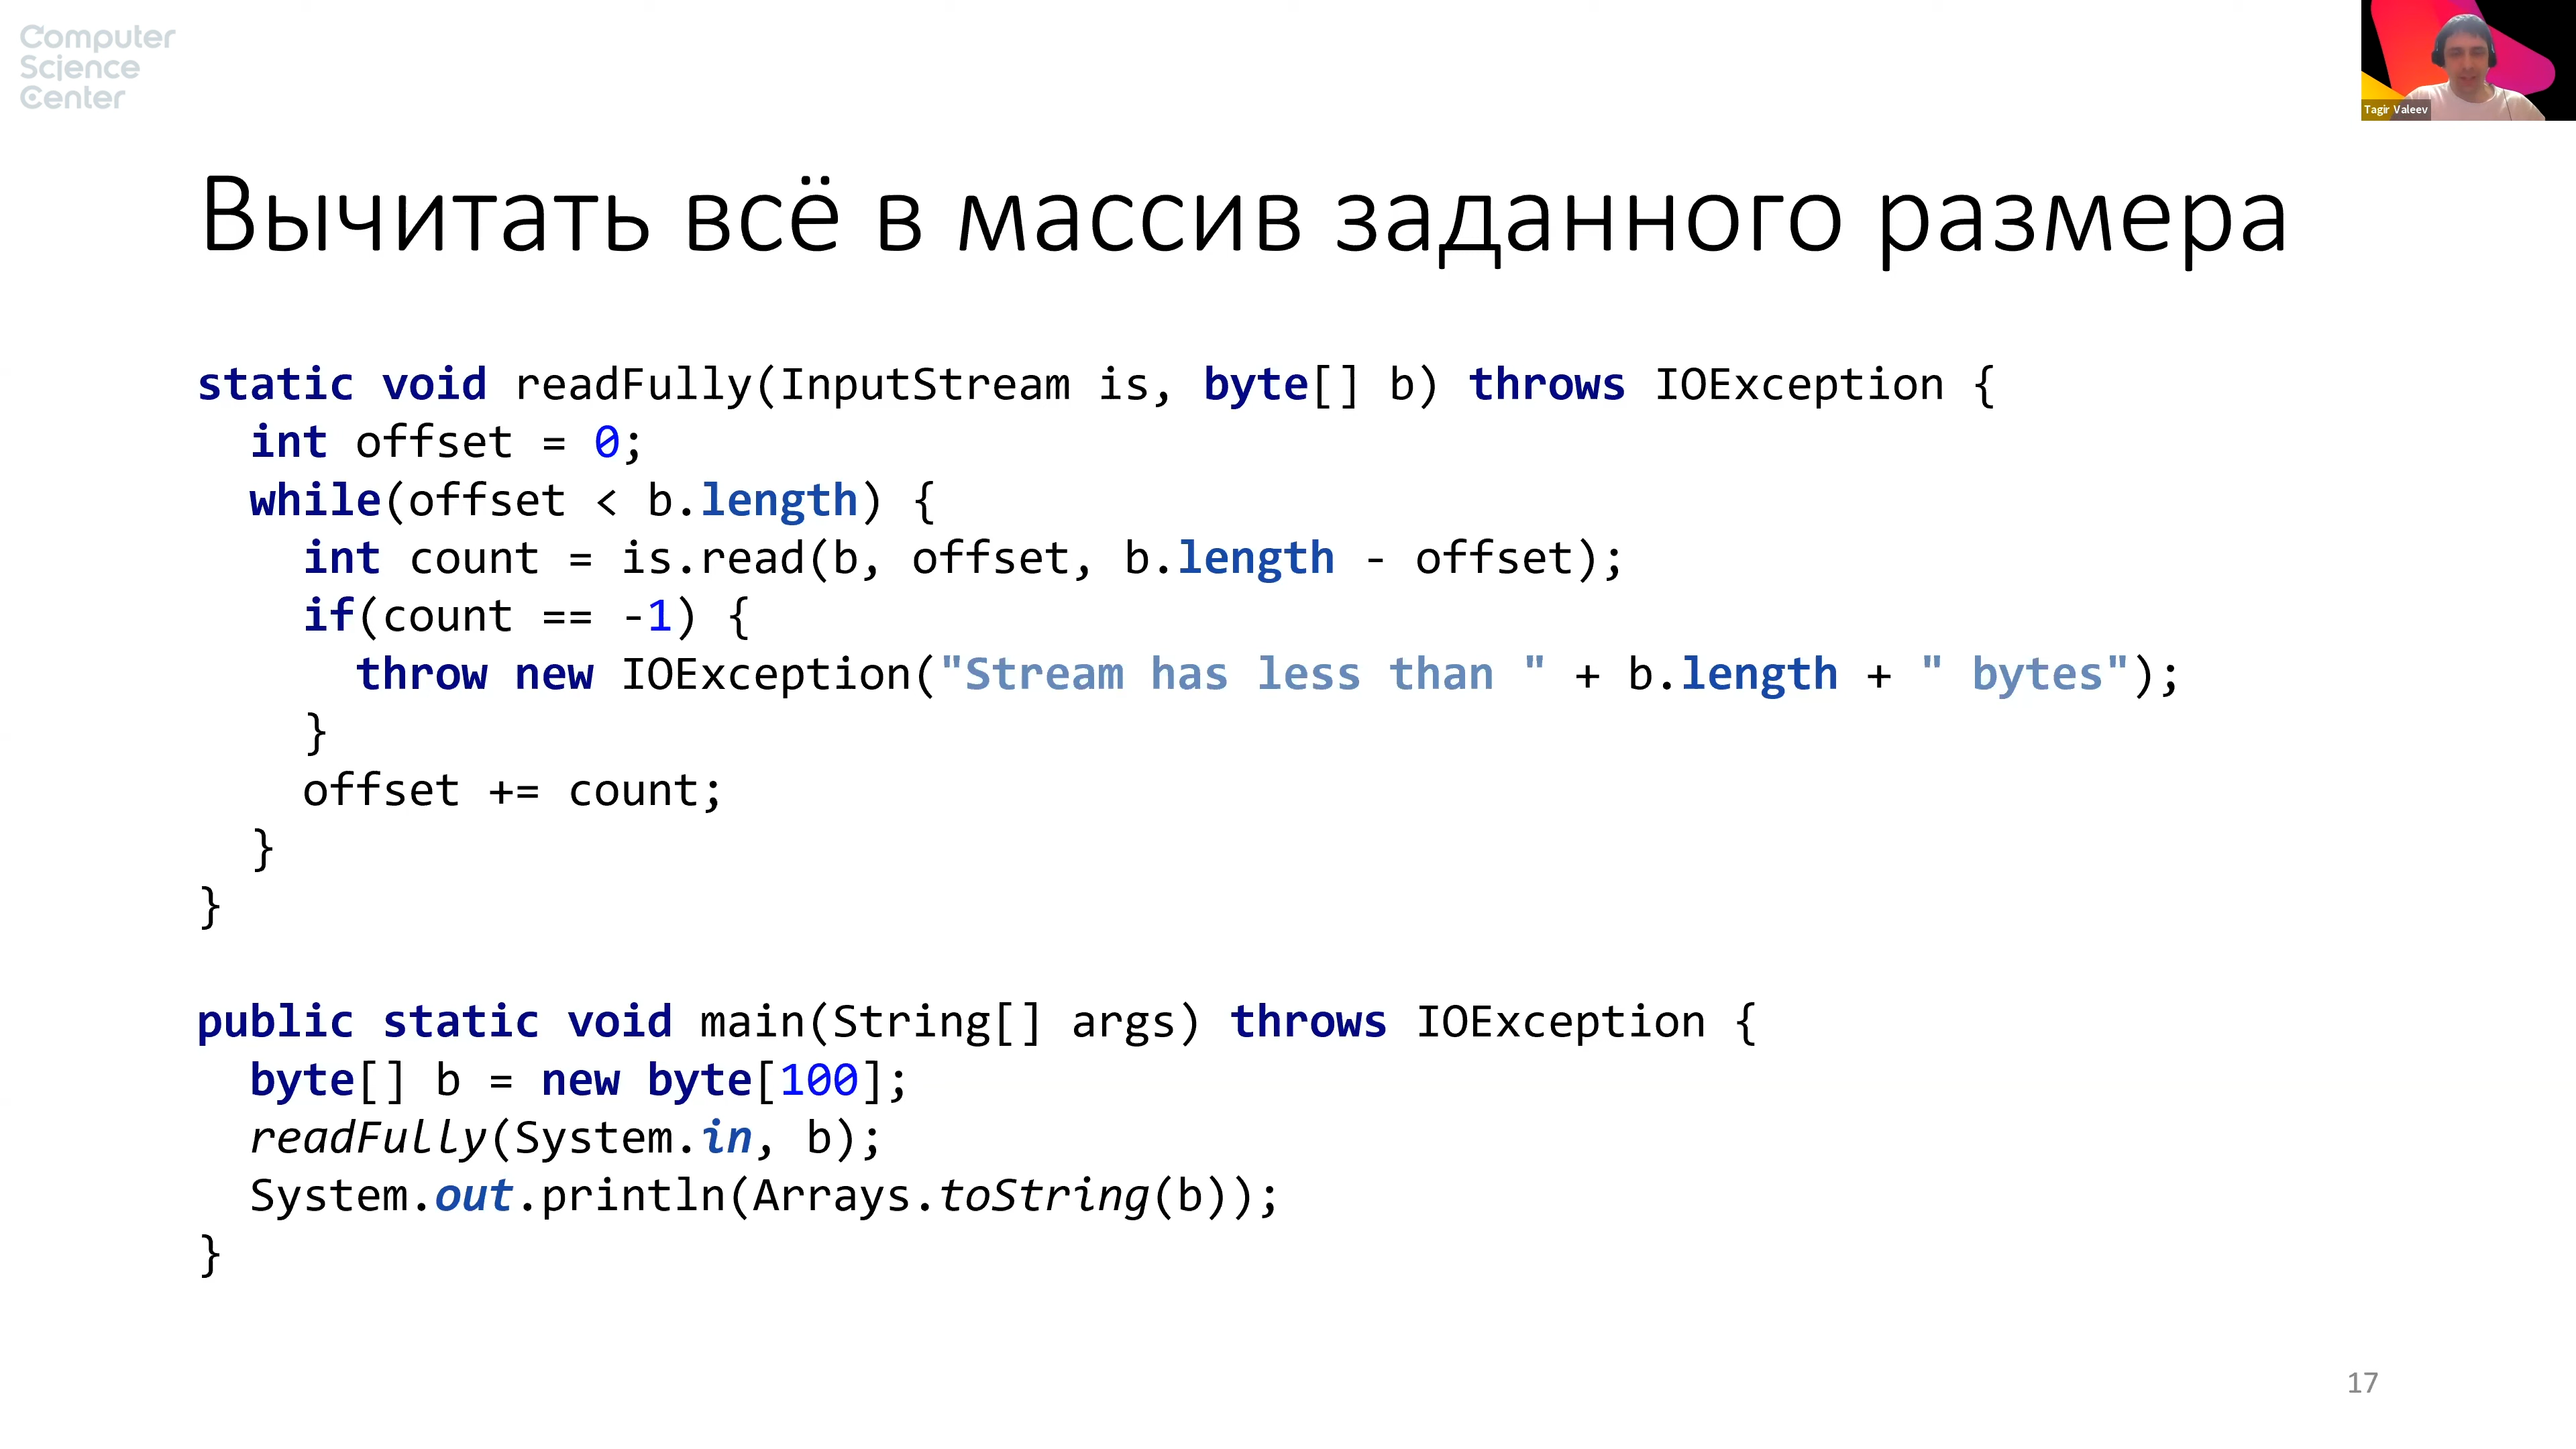 Computer
Science
Center
Tagir Valeev
Вычитать всё в массив заданного размера
static void readFully(InputStream is, byte[] b) throws IOException {
  int offset = 0;
  while(offset < b.length) {
    int count = is.read(b, offset, b.length - offset);
    if(count == -1) {
      throw new IOException("Stream has less than " + b.length + " bytes");
    }
    offset += count;
  }
}
public static void main(String[] args) throws IOException {
  byte[] b = new byte[100];
  readFully(System.in, b);
  System.out.println(Arrays.toString(b));
}
17